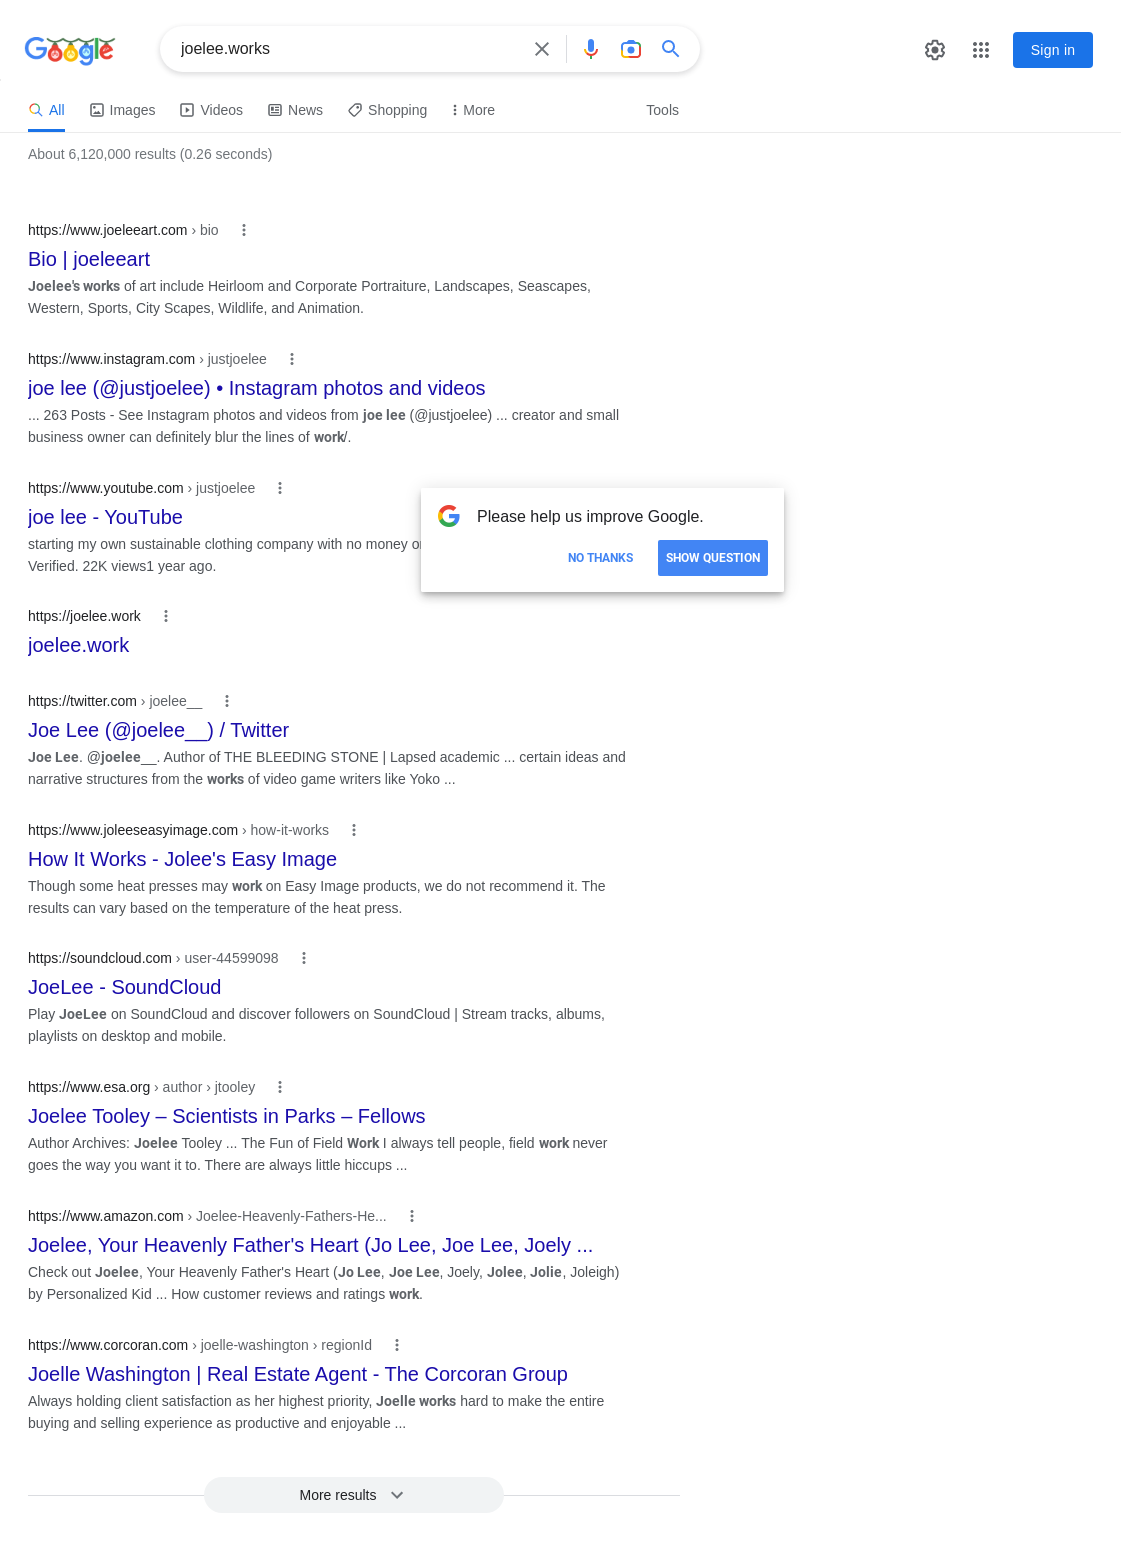 Google
joelee.works
Sign in
All
Images
Videos
News
Shopping
More
Tools
About 6,120,000 results (0.26 seconds)
https://www.joeleeart.com › bio
Bio | joeleeart
Joelee's works of art include Heirloom and Corporate Portraiture, Landscapes, Seascapes,
Western, Sports, City Scapes, Wildlife, and Animation.
https://www.instagram.com › justjoelee
joe lee (@justjoelee) • Instagram photos and videos
... 263 Posts - See Instagram photos and videos from joe lee (@justjoelee) ... creator and small
business owner can definitely blur the lines of work/.
https://www.youtube.com › justjoelee
joe lee - YouTube
starting my own sustainable clothing company with no money
Verified. 22K views1 year ago.
Please help us improve Google.
NO THANKS
SHOW QUESTION
https://joelee.work
joelee.work
https://twitter.com › joelee__
Joe Lee (@joelee__) / Twitter
Joe Lee. @joelee__. Author of THE BLEEDING STONE | Lapsed academic ... certain ideas and
narrative structures from the works of video game writers like Yoko ...
https://www.joleeseasyimage.com › how-it-works
How It Works - Jolee's Easy Image
Though some heat presses may work on Easy Image products, we do not recommend it. The
results can vary based on the temperature of the heat press.
https://soundcloud.com › user-44599098
JoeLee - SoundCloud
Play JoeLee on SoundCloud and discover followers on SoundCloud | Stream tracks, albums,
playlists on desktop and mobile.
https://www.esa.org › author › jtooley
Joelee Tooley – Scientists in Parks – Fellows
Author Archives: Joelee Tooley ... The Fun of Field Work I always tell people, field work never
goes the way you want it to. There are always little hiccups ...
https://www.amazon.com › Joelee-Heavenly-Fathers-He...
Joelee, Your Heavenly Father's Heart (Jo Lee, Joe Lee, Joely ...
Check out Joelee, Your Heavenly Father's Heart (Jo Lee, Joe Lee, Joely, Jolee, Jolie, Joleigh)
by Personalized Kid ... How customer reviews and ratings work.
https://www.corcoran.com › joelle-washington › regionId
Joelle Washington | Real Estate Agent - The Corcoran Group
Always holding client satisfaction as her highest priority, Joelle works hard to make the entire
buying and selling experience as productive and enjoyable ...
More results